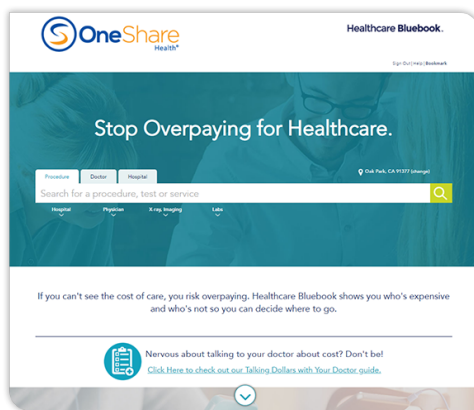 OneShare
Health®
Healthcare Bluebook.
Sign Out | Help | Bookmark
Stop Overpaying for Healthcare.
Procedure Doctor Hospital
Oak Park, CA 91377 (change)
Search for a procedure, test or service
Hospital Physician X-ray, Imaging Labs
If you can't see the cost of care, you risk overpaying. Healthcare Bluebook shows you who's expensive
and who's not so you can decide where to go.
Nervous about talking to your doctor about cost? Don't be!
Click Here to check out our Talking Dollars with Your Doctor guide.